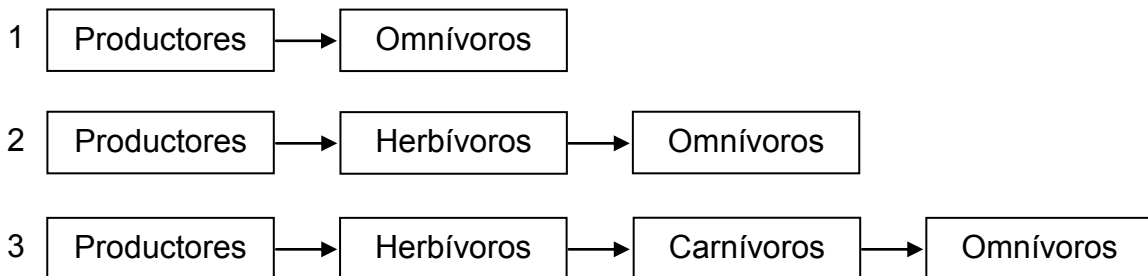 1 Productores Omnívoros
2 Productores Herbívoros Omnívoros
3 Productores Herbívoros Carnívoros Omnívoros